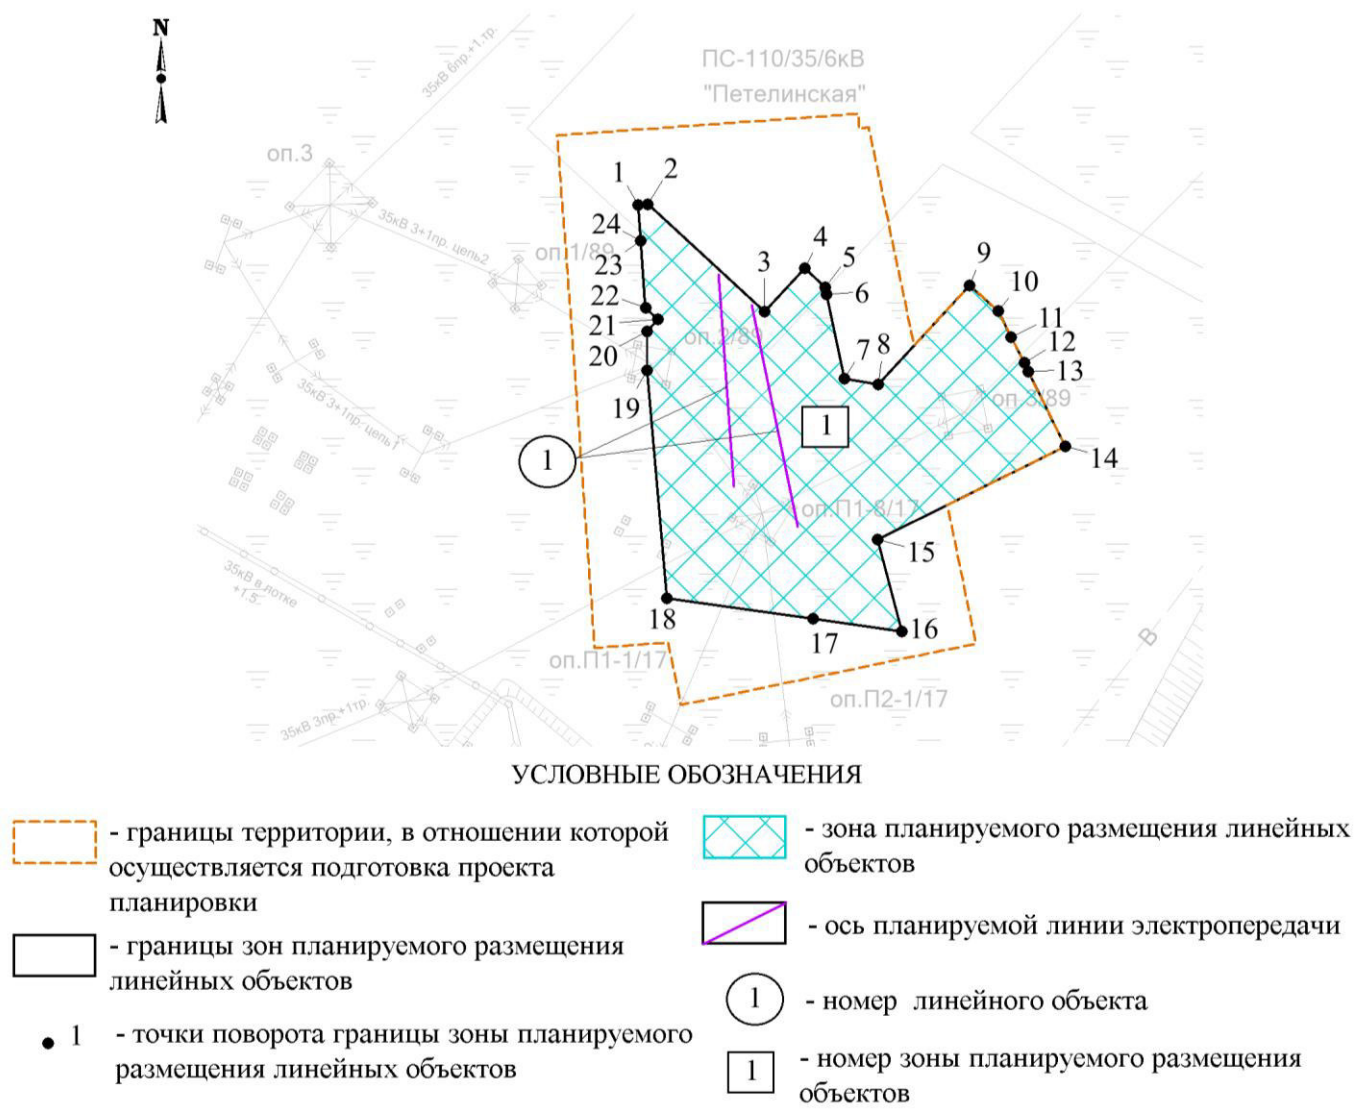 N
ПС-110/35/6кВ
"Петелинская"
35кВ 6пр.+1.тр.
оп.3
35кВ 3+1пр. цепь2
оп.1/89
1
2
24
23
22
21
20
19
3
4
5
6
7
8
9
10
11
12
13
14
оп.2/89
оп.3/89
35кВ 3+1пр-цепь1
1
1
оп.П1-8/17
15
16
17
18
35кВ в лотке
+1.5-
оп.П1-1/17
оп.П2-1/17
35кВ 3пр.+1тр.
В
УСЛОВНЫЕ ОБОЗНАЧЕНИЯ
- границы территории, в отношении которой
осуществляется подготовка проекта
планировки
- границы зон планируемого размещения
линейных объектов
1 - точки поворота границы зоны планируемого
размещения линейных объектов
- зона планируемого размещения линейных
объектов
- ось планируемой линии электропередачи
1 - номер линейного объекта
1 - номер зоны планируемого размещения
объектов